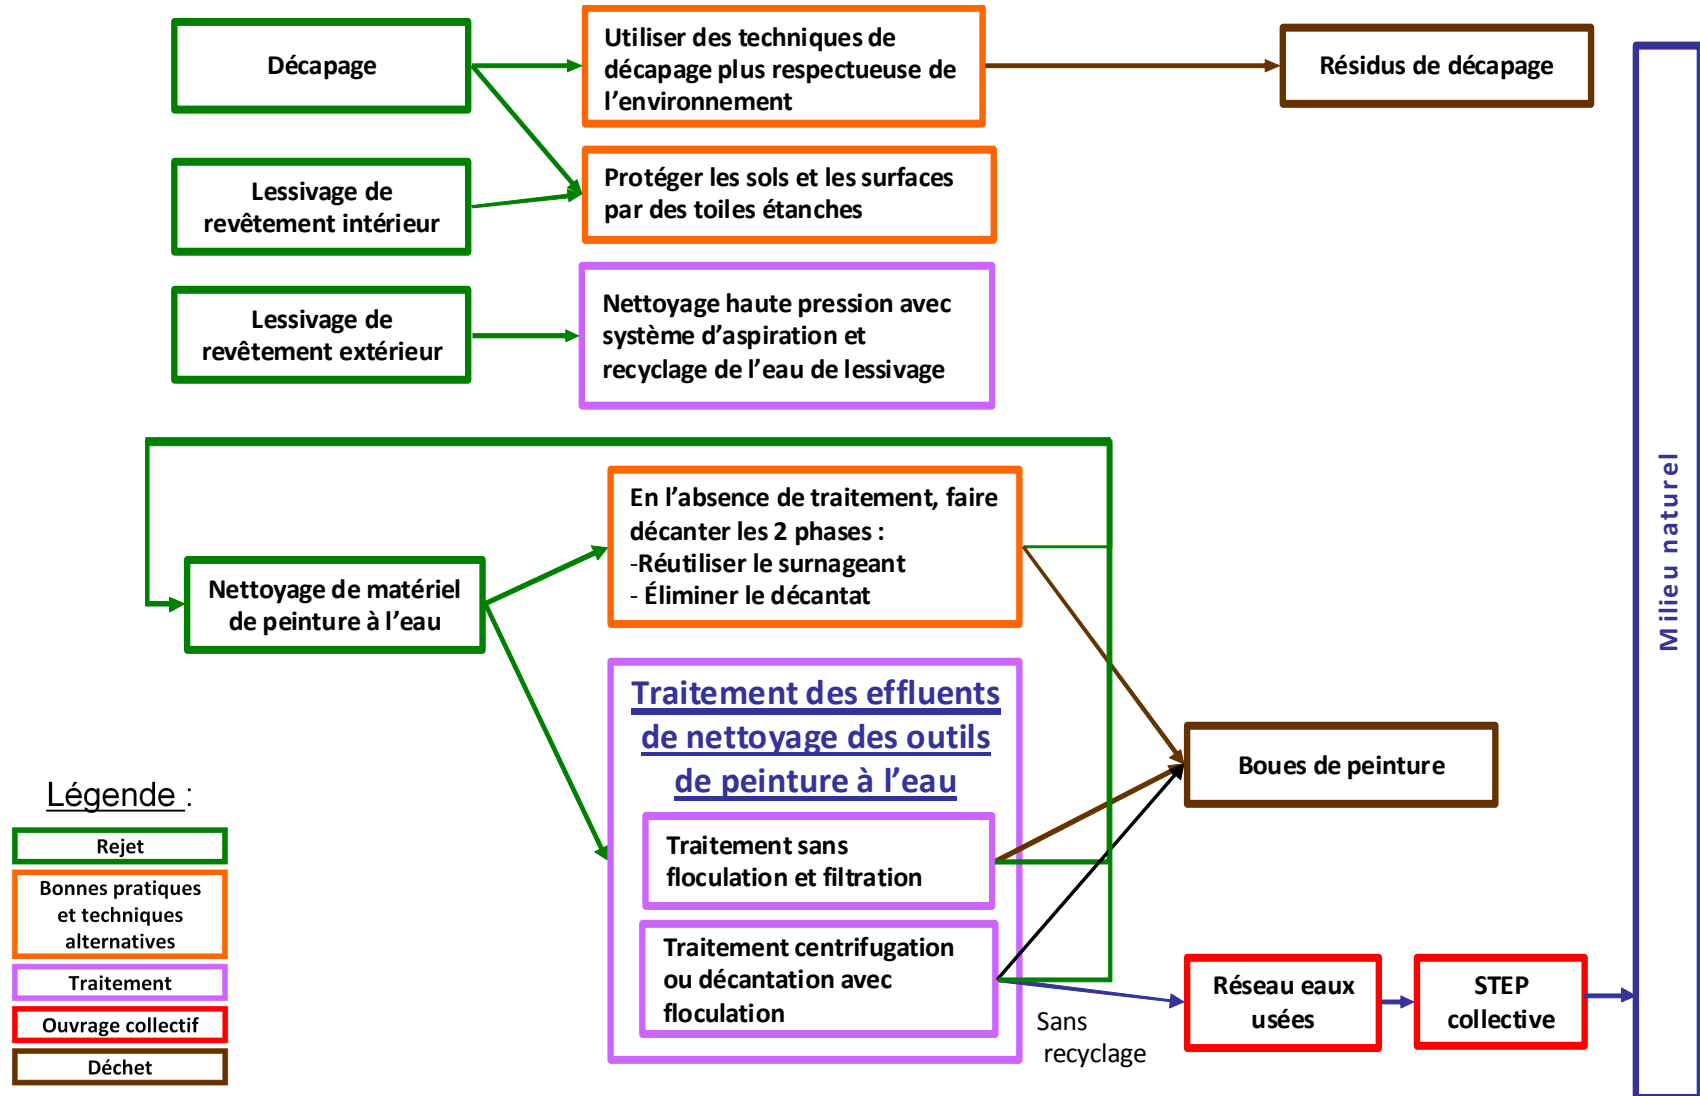 Décapage
Utiliser des techniques de
décapage plus respectueuse de
l'environnement
Résidus de décapage
Lessivage de
revêtement intérieur
Protéger les sols et les surfaces
par des toiles étanches
Lessivage de
revêtement extérieur
Nettoyage haute pression avec
système d'aspiration et
recyclage de l'eau de lessivage
Milieu naturel
En l'absence de traitement, faire
décanter les 2 phases :
-Réutiliser le surnageant
- Éliminer le décantat
Nettoyage de matériel
de peinture à l'eau
Traitement des effluents
de nettoyage des outils
de peinture à l'eau
Boues de peinture
Traitement sans
floculation et filtration
Traitement centrifugation
ou décantation avec
floculation
Sans
recyclage
Réseau eaux
usées
STEP
collective
Légende :
Rejet
Bonnes pratiques
et techniques
alternatives
Traitement
Ouvrage collectif
Déchet